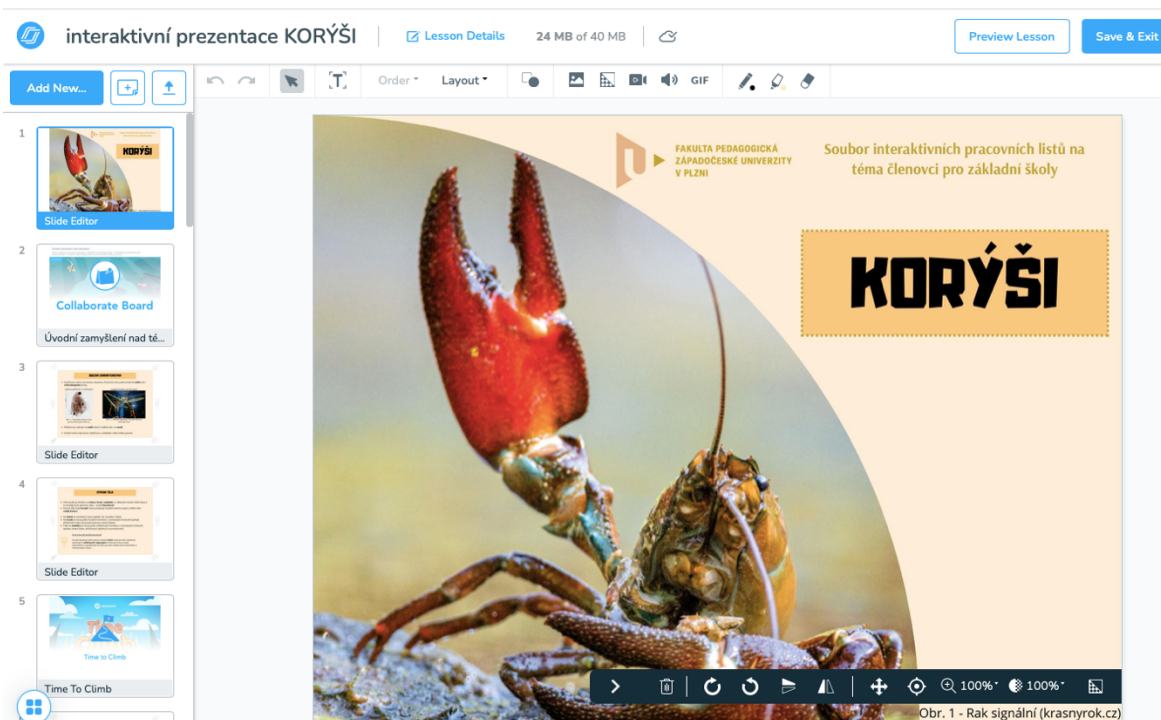 interaktivní prezentace KORÝŠI
Lesson Details
24 MB of 40 MB
Preview Lesson
Save & Exit
Add New...
Order
Layout
GIF
1
KORÝŠI
Slide Editor
2
Collaborate Board
Úvodní zamyšlení nad té...
3
Slide Editor
4
STAVBA TĚLA
Slide Editor
5
Time to Climb
Time To Climb
FAKULTA PEDAGOGICKÁ
ZÁPADOČESKÉ UNIVERZITY
V PLZNI
Soubor interaktivních pracovních listů na
téma členovci pro základní školy
KORÝŠI
100%
100%
Obr. 1 - Rak signální (krasnyrok.cz)